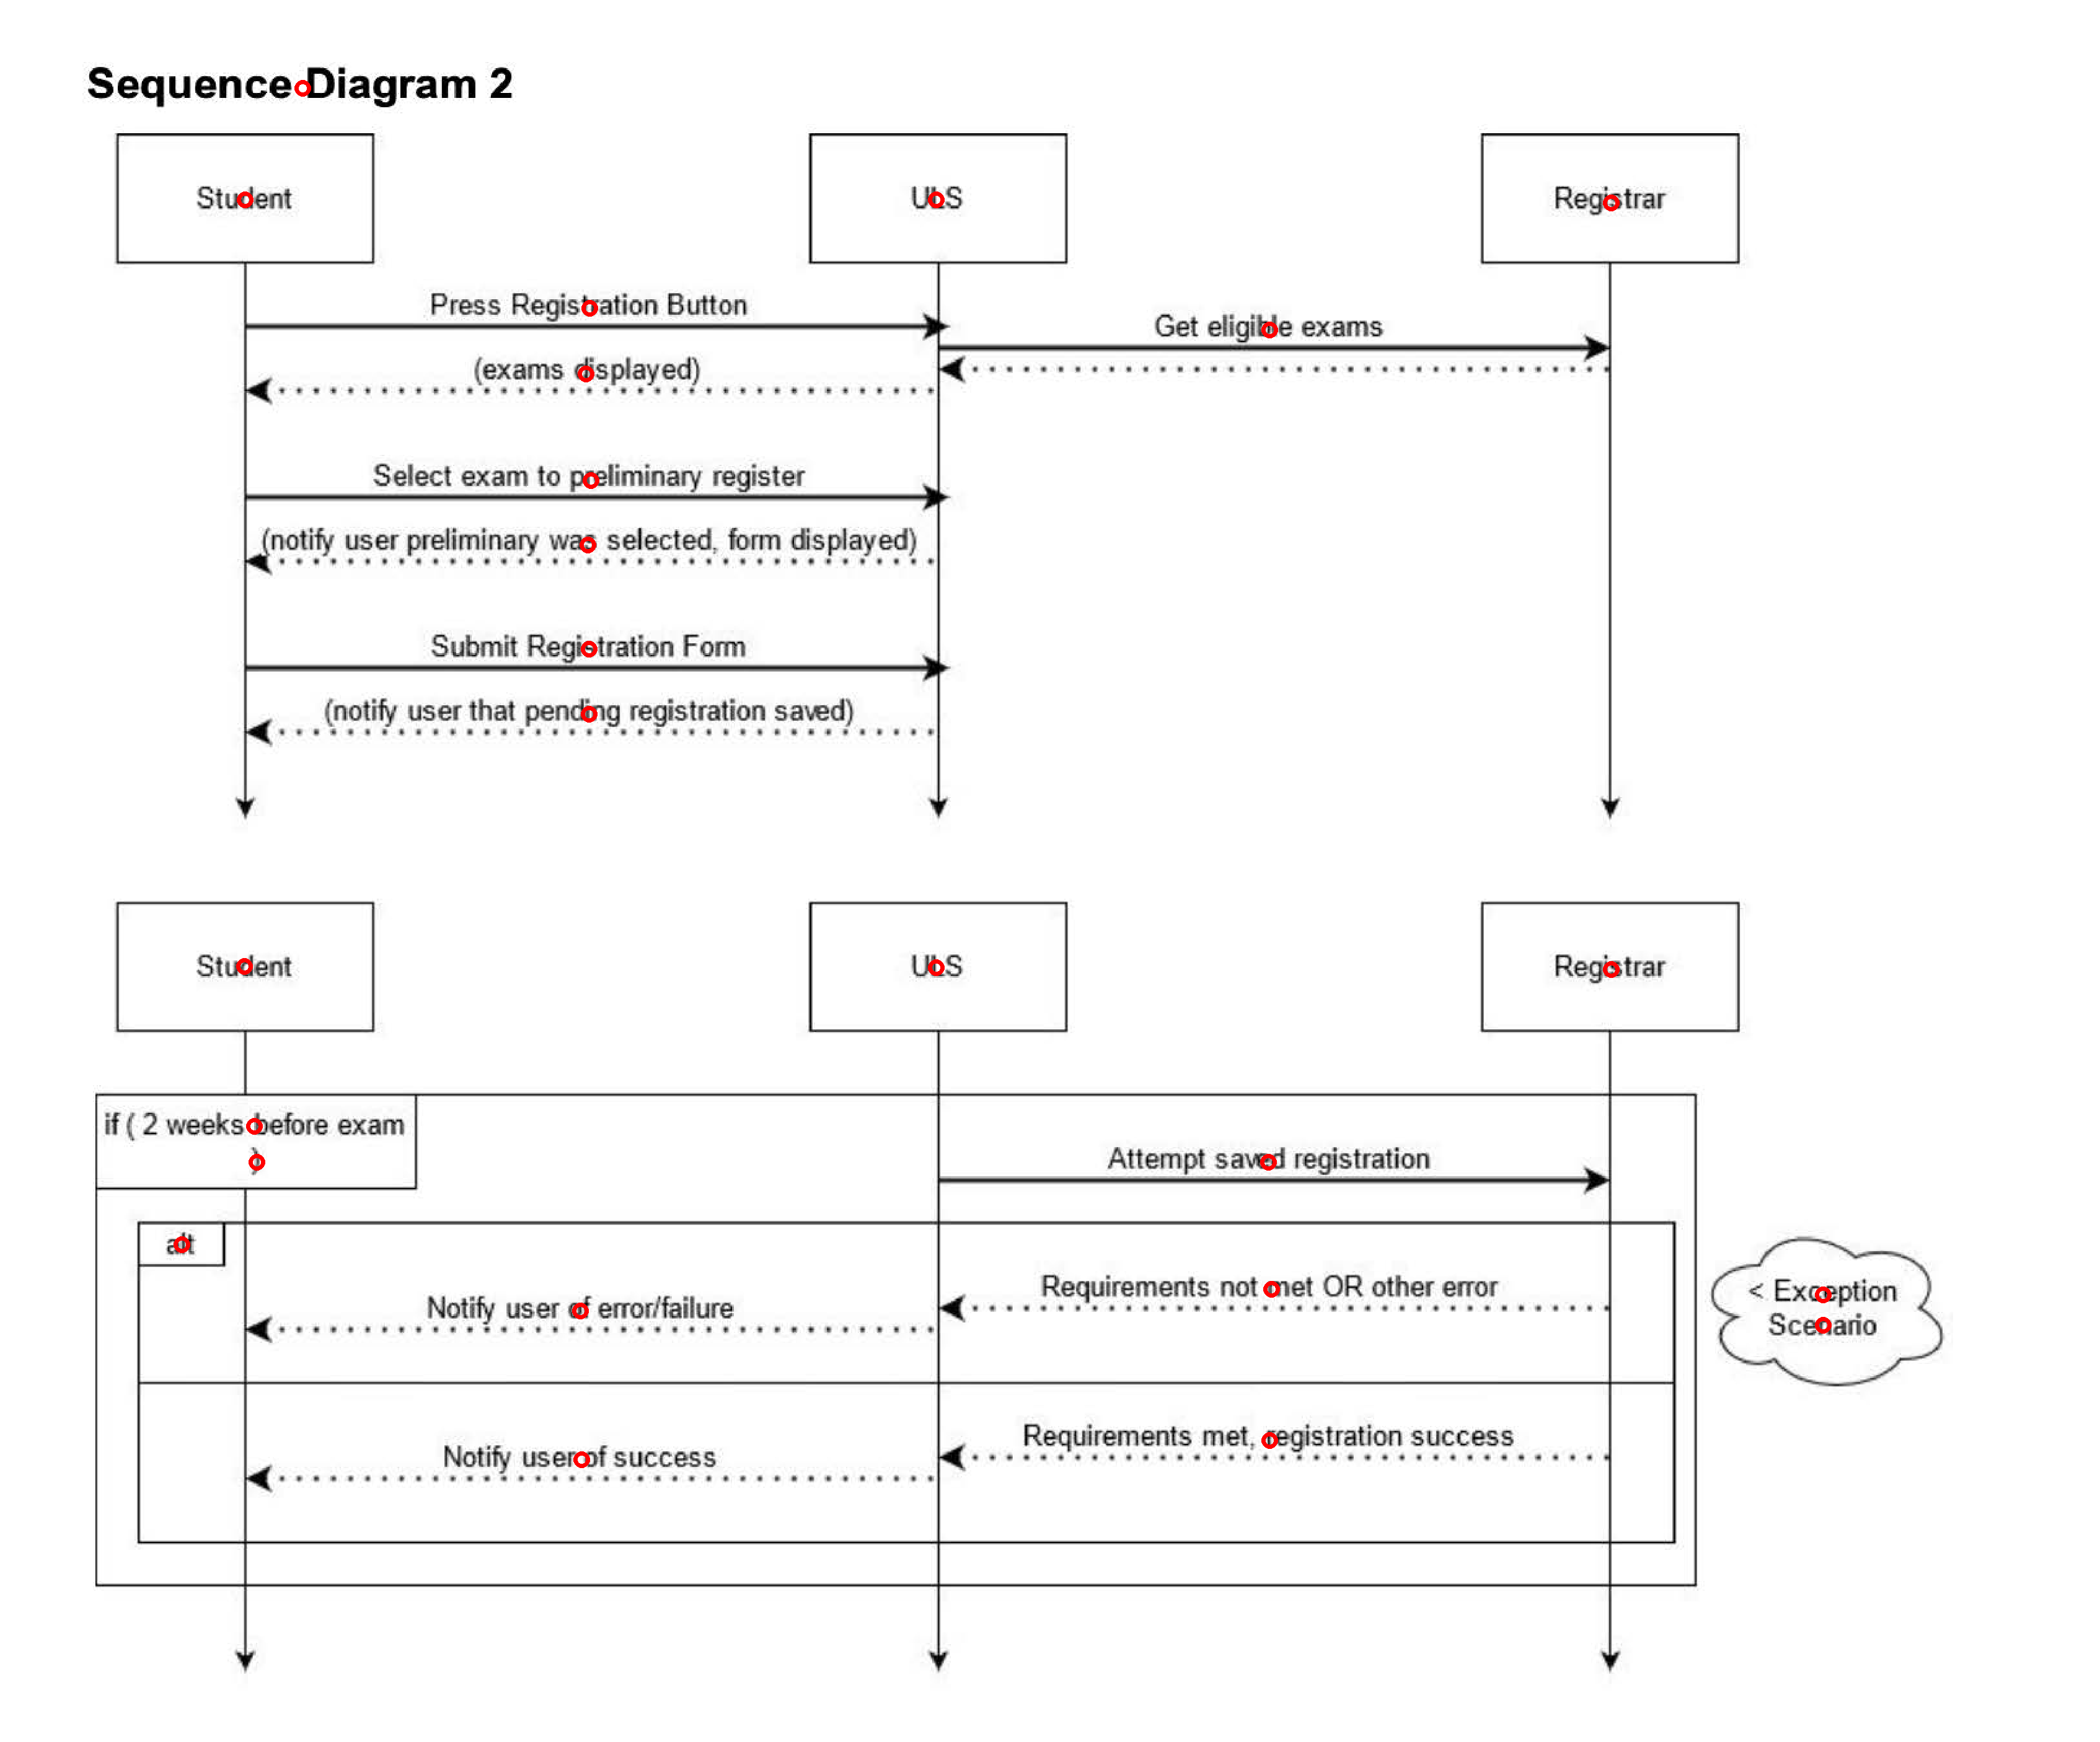 Sequence Diagram 2
Student
ULS
Registrar
Press Registration Button
Get eligible exams
(exams displayed)
Select exam to preliminary register
(notify user preliminary was selected, form displayed)
Submit Registration Form
(notify user that pending registration saved)
Student
ULS
Registrar
if ( 2 weeks before exam
)
Attempt saved registration
alt
Requirements not met OR other error
Notify user of error/failure
< Exception
Scenario
Requirements met, registration success
Notify user of success